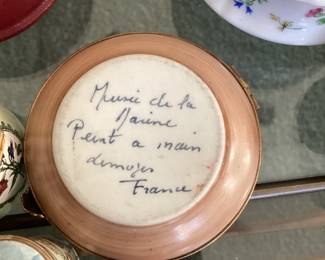 Musée de la
Marine
Peint a main
Limoges
France